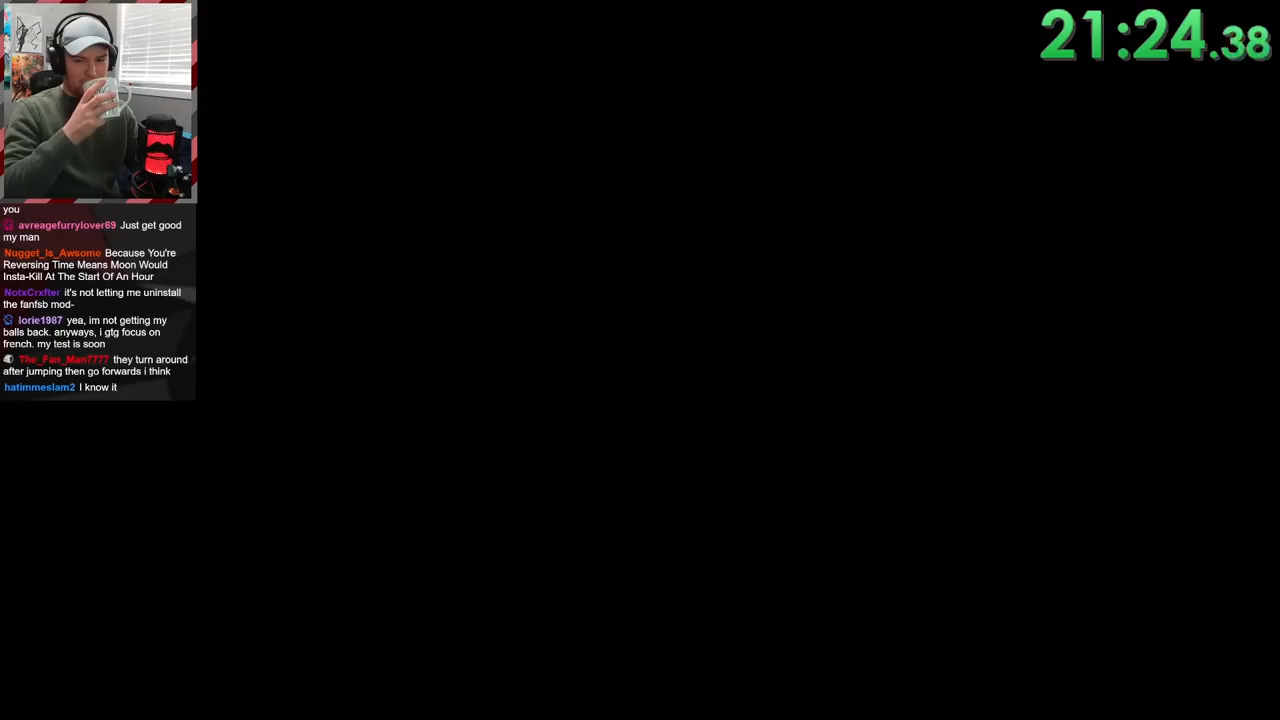 21:24.38
you
avreagefurrylover69 Just get good
my man
Nugget_Is_Awsome Because You're
Reversing Time Means Moon Would
Insta-Kill At The Start Of An Hour
NotxCrxfter it's not letting me uninstall
the fanfsb mod-
lorie1987 yea, im not getting my
balls back. anyways, i gtg focus on
french. my test is soon
The_Fan_Man7777 they turn around
after jumping then go forwards i think
hatimmeslam2 I know it